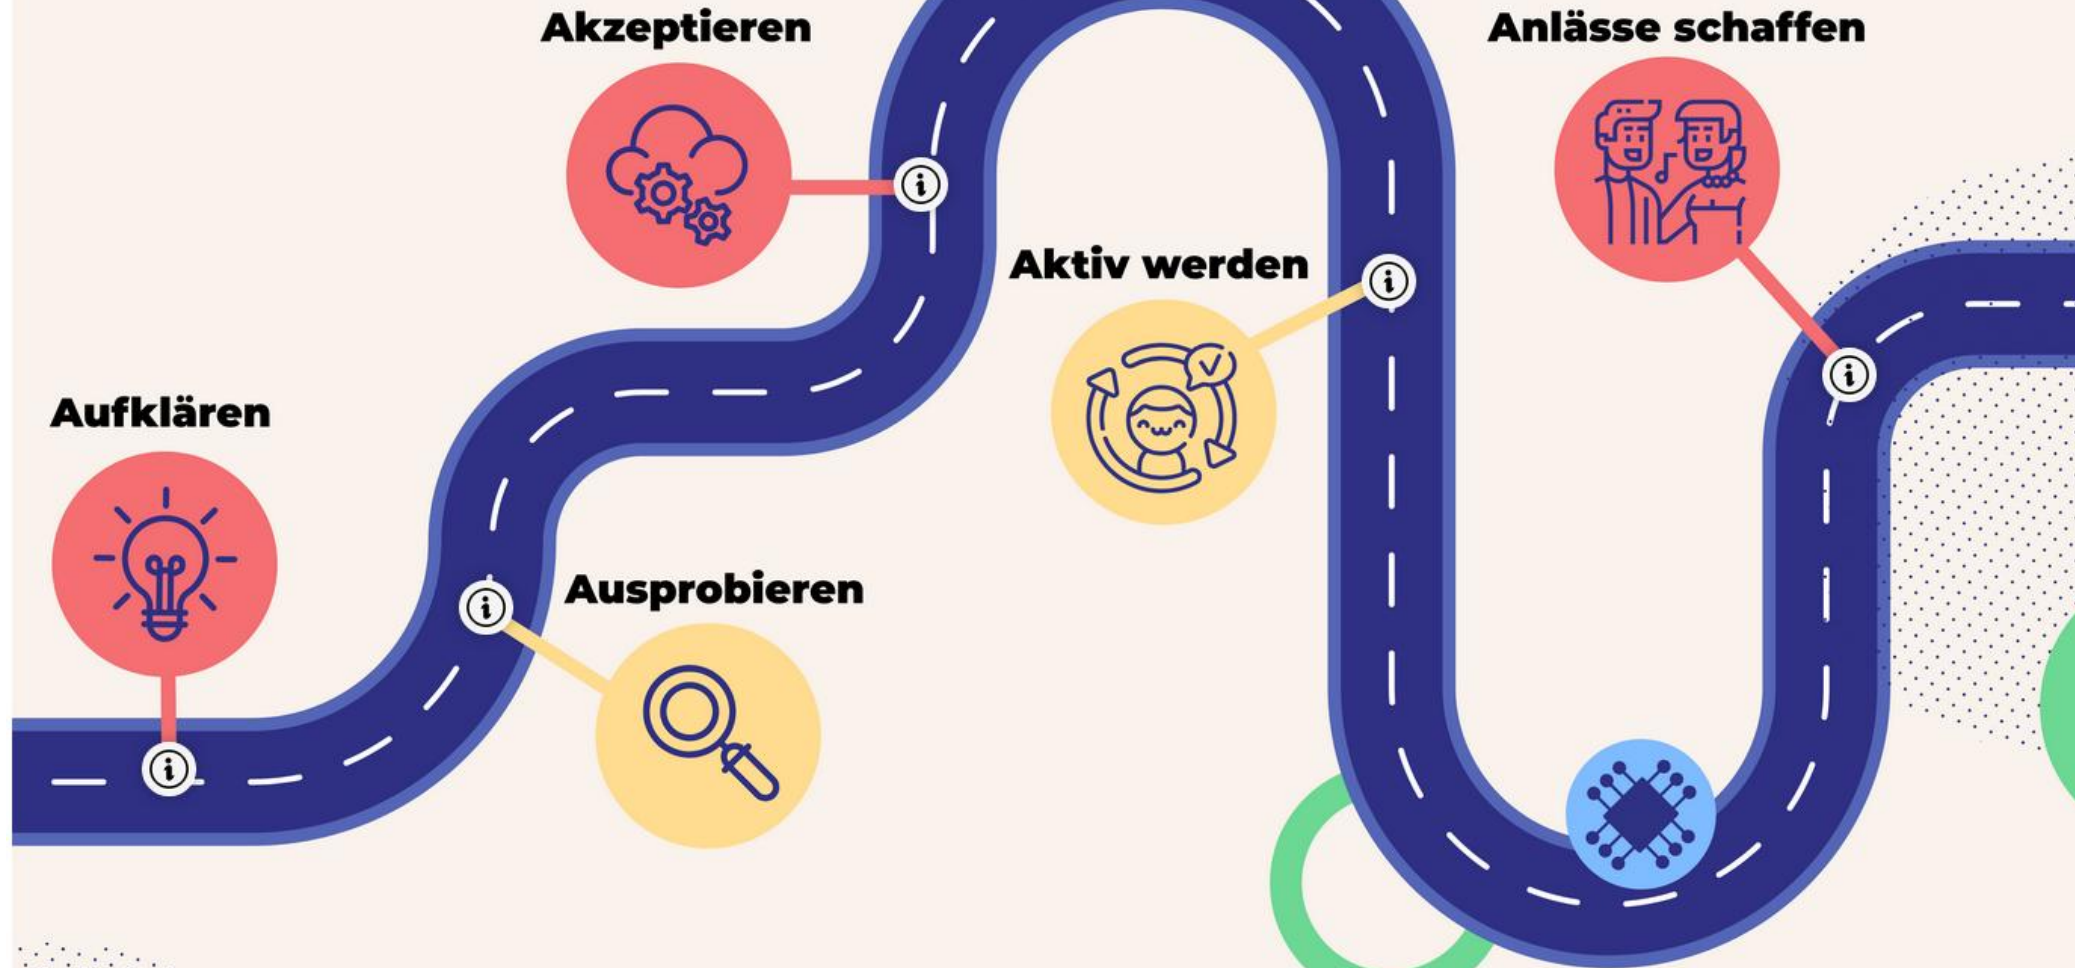 Akzeptieren
Anlässe schaffen
Aktiv werden
Aufklären
Ausprobieren
i
i
i
i
i